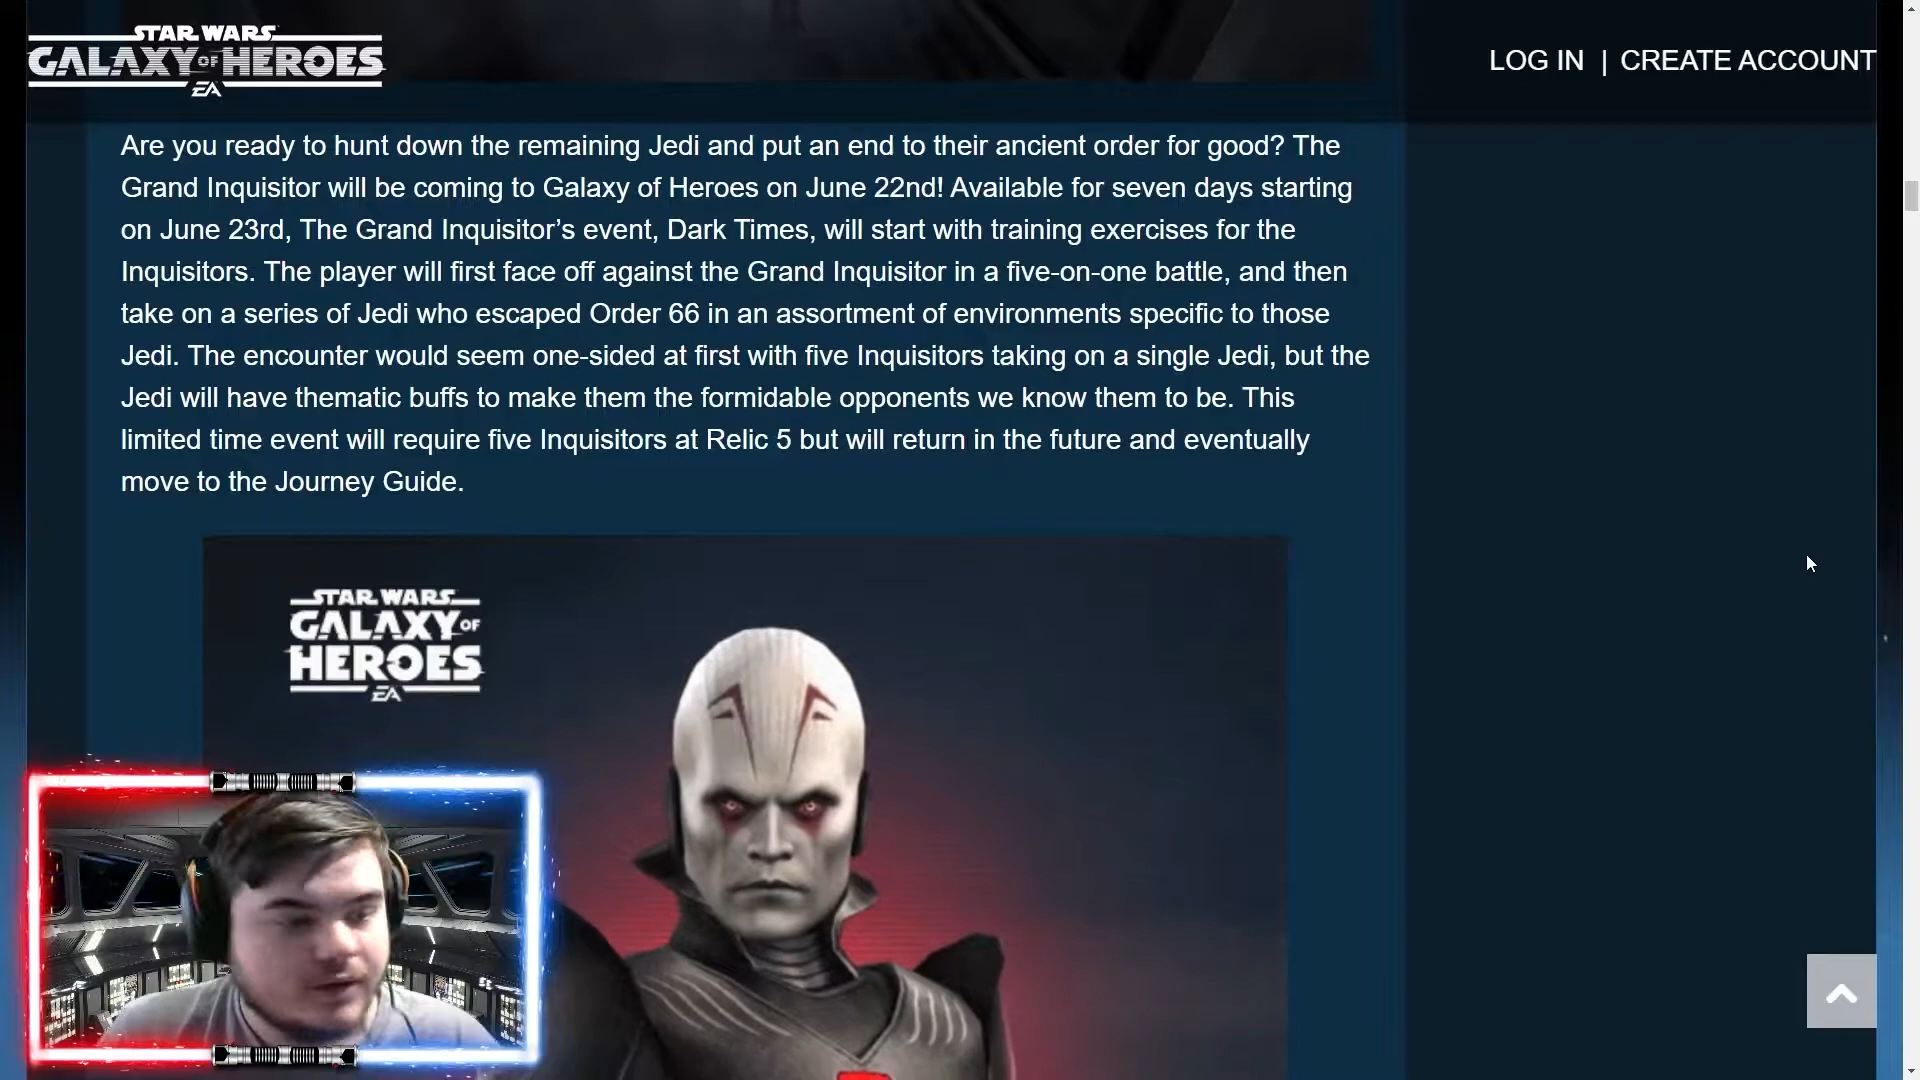 STAR WARS
GALAXY OF HEROES
EA
LOG IN | CREATE ACCOUNT
Are you ready to hunt down the remaining Jedi and put an end to their ancient order for good? The
Grand Inquisitor will be coming to Galaxy of Heroes on June 22nd! Available for seven days starting
on June 23rd, The Grand Inquisitor’s event, Dark Times, will start with training exercises for the
Inquisitors. The player will first face off against the Grand Inquisitor in a five-on-one battle, and then
take on a series of Jedi who escaped Order 66 in an assortment of environments specific to those
Jedi. The encounter would seem one-sided at first with five Inquisitors taking on a single Jedi, but the
Jedi will have thematic buffs to make them the formidable opponents we know them to be. This
limited time event will require five Inquisitors at Relic 5 but will return in the future and eventually
move to the Journey Guide.
STAR WARS
GALAXY OF
HEROES
EA